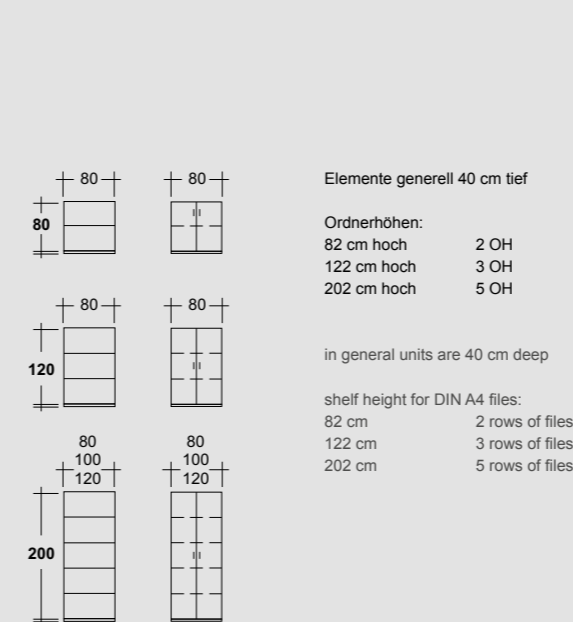 80 80
80
80 80
120
80 80
100 100
120 120
200
Elemente generell 40 cm tief
Ordnerhöhen:
82 cm hoch 2 OH
122 cm hoch 3 OH
202 cm hoch 5 OH
in general units are 40 cm deep
shelf height for DIN A4 files:
82 cm 2 rows of files
122 cm 3 rows of files
202 cm 5 rows of files